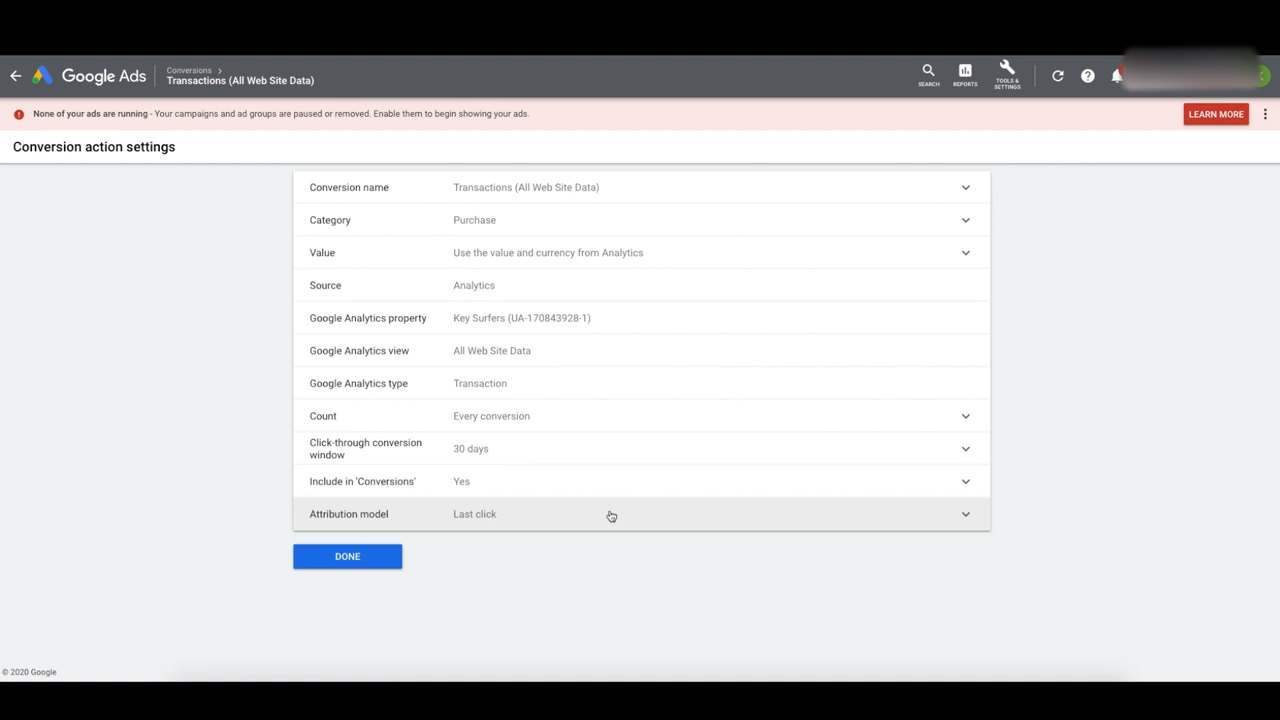 Google Ads
Conversions >
Transactions (All Web Site Data)
SEARCH
REPORTS
TOOLS &
SETTINGS
None of your ads are running - Your campaigns and ad groups are paused or removed. Enable them to begin showing your ads.
LEARN MORE
Conversion action settings
Conversion name Transactions (All Web Site Data)
Category Purchase
Value Use the value and currency from Analytics
Source Analytics
Google Analytics property Key Surfers (UA-170843928-1)
Google Analytics view All Web Site Data
Google Analytics type Transaction
Count Every conversion
Click-through conversion
window 30 days
Include in 'Conversions' Yes
Attribution model Last click
DONE
© 2020 Google